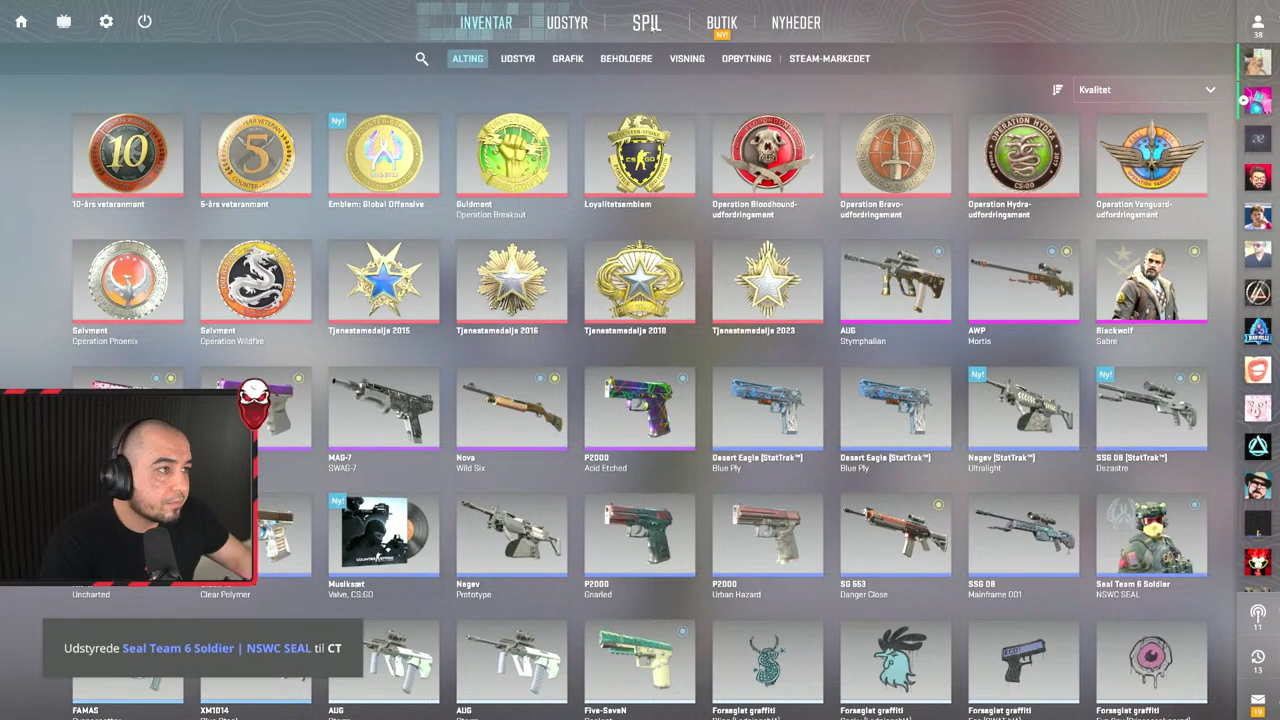 INVENTAR
UDSTYR
SPIL
BUTIK
NYHEDER
NY!
38
ALTING
UDSTYR
GRAFIK
BEHOLDERE
VISNING
OPBYTNING
STEAM-MARKEDET
Kvalitet
10-års veteranmønt
5-års veteranmønt
Ny!
Emblem: Global Offensive
Guldmønt
Operation Breakout
Loyalitetsemblem
Operation Bloodhound-
udfordringsmønt
Operation Bravo-
udfordringsmønt
Operation Hydra-
udfordringsmønt
Operation Vanguard-
udfordringsmønt
Sølvmønt
Operation Phoenix
Sølvmønt
Operation Wildfire
Tjenestemedalje 2015
Tjenestemedalje 2016
Tjenestemedalje 2018
Tjenestemedalje 2023
AUG
Stymphalian
AWP
Mortis
Blackwolf
Sabre
MAG-7
SWAG-7
Nova
Wild Six
P2000
Acid Etched
Desert Eagle (StatTrak™)
Blue Ply
Desert Eagle (StatTrak™)
Blue Ply
Ny!
Negev (StatTrak™)
Ultralight
Ny!
SSG 08 (StatTrak™)
Dezastre
Uncharted
Clear Polymer
Ny!
Musiksæt
Valve, CS:GO
Negev
Prototype
P2000
Gnarled
P2000
Urban Hazard
SG 553
Danger Close
SSG 08
Mainframe 001
Seal Team 6 Soldier
NSWC SEAL
11
Udstyrede Seal Team 6 Soldier | NSWC SEAL til CT
13
FAMAS
XM1014
AUG
AUG
Five-SeveN
Forseglet graffiti
Forseglet graffiti
Forseglet graffiti
Forseglet graffiti
19